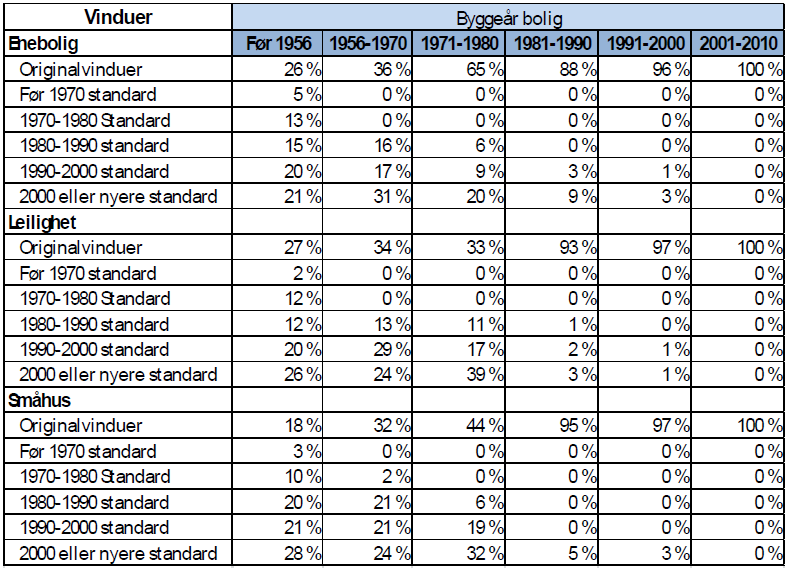 Vinduer Byggeår bolig
Enebolig Før 1956 1956-1970 1971-1980 1981-1990 1991-2000 2001-2010
Originalvinduer 26 % 36 % 65 % 88 % 96 % 100 %
Før 1970 standard 5 % 0 % 0 % 0 % 0 % 0 %
1970-1980 Standard 13 % 0 % 0 % 0 % 0 % 0 %
1980-1990 standard 15 % 16 % 6 % 0 % 0 % 0 %
1990-2000 standard 20 % 17 % 9 % 3 % 1 % 0 %
2000 eller nyere standard 21 % 31 % 20 % 9 % 3 % 0 %
Leilighet
Originalvinduer 27 % 34 % 33 % 93 % 97 % 100 %
Før 1970 standard 2 % 0 % 0 % 0 % 0 % 0 %
1970-1980 Standard 12 % 0 % 0 % 0 % 0 % 0 %
1980-1990 standard 12 % 13 % 11 % 1 % 0 % 0 %
1990-2000 standard 20 % 29 % 17 % 2 % 1 % 0 %
2000 eller nyere standard 26 % 24 % 39 % 3 % 1 % 0 %
Småhus
Originalvinduer 18 % 32 % 44 % 95 % 97 % 100 %
Før 1970 standard 3 % 0 % 0 % 0 % 0 % 0 %
1970-1980 Standard 10 % 2 % 0 % 0 % 0 % 0 %
1980-1990 standard 20 % 21 % 6 % 0 % 0 % 0 %
1990-2000 standard 21 % 21 % 19 % 0 % 0 % 0 %
2000 eller nyere standard 28 % 24 % 32 % 5 % 3 % 0 %